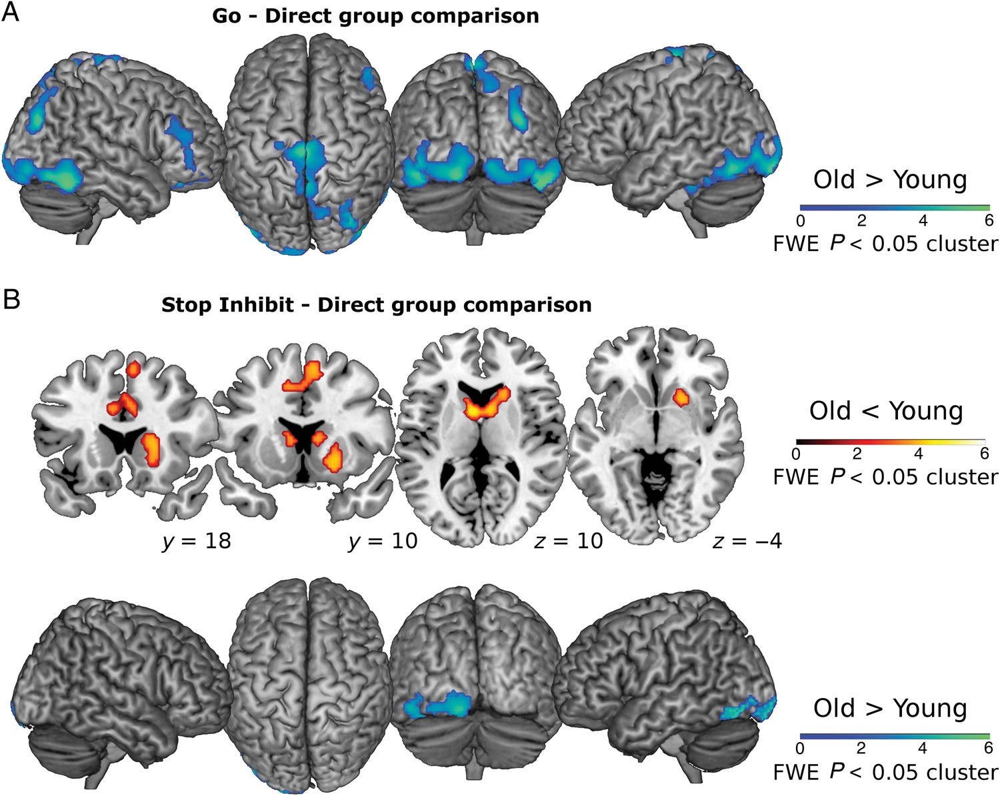 A
Go - Direct group comparison
Old > Young
0 2 4 6
FWE P < 0.05 cluster
B
Stop Inhibit - Direct group comparison
Old < Young
0 2 4 6
FWE P < 0.05 cluster
y = 18 y = 10 z = 10 z = −4
Old > Young
0 2 4 6
FWE P < 0.05 cluster